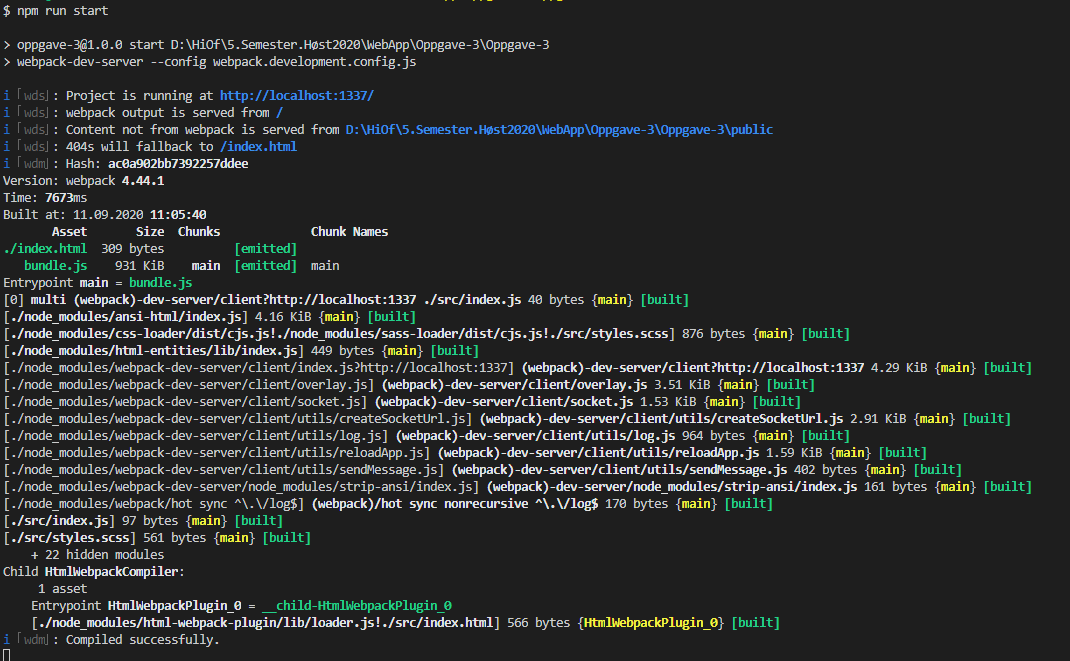 $ npm run start
> oppgave-3@1.0.0 start D:\HiOf\5.Semester.Høst2020\WebApp\Oppgave-3\Oppgave-3
> webpack-dev-server --config webpack.development.config.js
i ｢wds｣: Project is running at http://localhost:1337/
i ｢wds｣: webpack output is served from /
i ｢wds｣: Content not from webpack is served from D:\HiOf\5.Semester.Høst2020\WebApp\Oppgave-3\Oppgave-3\public
i ｢wds｣: 404s will fallback to /index.html
i ｢wdm｣: Hash: ac0a902bb7392257ddee
Version: webpack 4.44.1
Time: 7673ms
Built at: 11.09.2020 11:05:40
Asset Size Chunks Chunk Names
./index.html 309 bytes [emitted]
bundle.js 931 KiB main [emitted] main
Entrypoint main = bundle.js
[0] multi (webpack)-dev-server/client?http://localhost:1337 ./src/index.js 40 bytes {main} [built]
[./node_modules/ansi-html/index.js] 4.16 KiB {main} [built]
[./node_modules/css-loader/dist/cjs.js!./node_modules/sass-loader/dist/cjs.js!./src/styles.scss] 876 bytes {main} [built]
[./node_modules/html-entities/lib/index.js] 449 bytes {main} [built]
[./node_modules/webpack-dev-server/client/index.js?http://localhost:1337] (webpack)-dev-server/client?http://localhost:1337 4.29 KiB {main} [built]
[./node_modules/webpack-dev-server/client/overlay.js] (webpack)-dev-server/client/overlay.js 3.51 KiB {main} [built]
[./node_modules/webpack-dev-server/client/socket.js] (webpack)-dev-server/client/socket.js 1.53 KiB {main} [built]
[./node_modules/webpack-dev-server/client/utils/createSocketUrl.js] (webpack)-dev-server/client/utils/createSocketUrl.js 2.91 KiB {main} [built]
[./node_modules/webpack-dev-server/client/utils/log.js] (webpack)-dev-server/client/utils/log.js 964 bytes {main} [built]
[./node_modules/webpack-dev-server/client/utils/reloadApp.js] (webpack)-dev-server/client/utils/reloadApp.js 1.59 KiB {main} [built]
[./node_modules/webpack-dev-server/client/utils/sendMessage.js] (webpack)-dev-server/client/utils/sendMessage.js 402 bytes {main} [built]
[./node_modules/webpack-dev-server/node_modules/strip-ansi/index.js] (webpack)-dev-server/node_modules/strip-ansi/index.js 161 bytes {main} [built]
[./node_modules/webpack/hot sync ^\.\/log$] (webpack)/hot sync nonrecursive ^\.\/log$ 170 bytes {main} [built]
[./src/index.js] 97 bytes {main} [built]
[./src/styles.scss] 561 bytes {main} [built]
+ 22 hidden modules
Child HtmlWebpackCompiler:
1 asset
Entrypoint HtmlWebpackPlugin_0 = __child-HtmlWebpackPlugin_0
[./node_modules/html-webpack-plugin/lib/loader.js!./src/index.html] 566 bytes {HtmlWebpackPlugin_0} [built]
i ｢wdm｣: Compiled successfully.